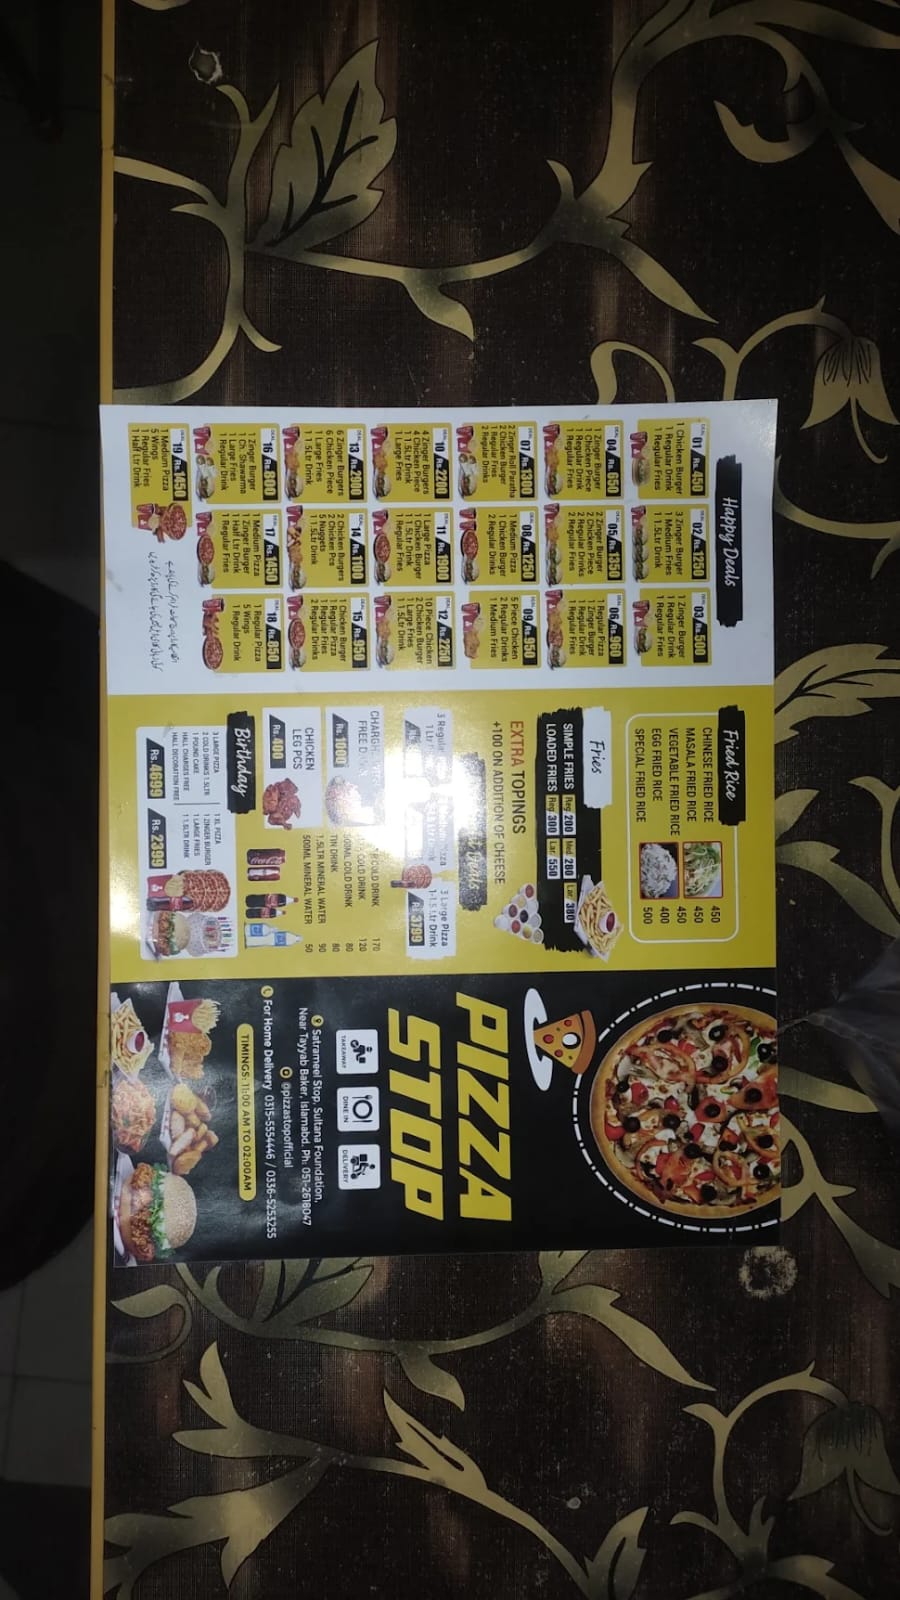 Happy Deals
DEAL 01 Rs.450
1 Chicken Burger
1 Regular Drink
1 Regular Fries
DEAL 02 Rs.1250
3 Zinger Burger
1 Medium Fries
1 1.5Ltr Drink
DEAL 03 Rs.500
1 Zinger Burger
1 Regular Drink
1 Regular Fries
DEAL 04 Rs.650
1 Zinger Burger
1 Chicken Piece
1 Regular Drink
1 Regular Fries
DEAL 05 Rs.1350
2 Zinger Burger
2 Chicken Piece
2 Regular Drinks
2 Regular Fries
DEAL 06 Rs.960
1 Regular Pizza
1 Zinger Burger
1 Regular Drink
1 Regular Fries
DEAL 07 Rs.1300
2 Zinger Roll Paratha
2 Chicken Burger
1 Regular Fries
2 Regular Drinks
DEAL 08 Rs.1250
1 Medium Pizza
1 Chicken Burger
2 Regular Drinks
DEAL 09 Rs.950
5 Piece Chicken
2 Regular Drinks
1 Medium Fries
DEAL 10 Rs.2200
4 Zinger Burgers
4 Chicken Piece
1 1.5Ltr Drink
1 Large Fries
DEAL 11 Rs.1900
1 Large Pizza
1 Chicken Burger
1 1.5Ltr Drink
1 Regular Fries
DEAL 12 Rs.2250
10 Piece Chicken
2 Chicken Burger
1 Large Fries
1 1.5Ltr Drink
DEAL 13 Rs.2900
6 Zinger Burgers
6 Chicken Piece
1 Large Fries
1 1.5Ltr Drink
DEAL 14 Rs.1100
2 Chicken Burgers
2 Chicken Pcs
5 Nuggets
1 1.5Ltr Drink
DEAL 15 Rs.950
1 Chicken Burger
1 Regular Pizza
1 Regular Fries
2 Regular Drinks
DEAL 16 Rs.800
1 Zinger Burger
1 Ch. Shawarma
1 Large Fries
1 Regular Drink
DEAL 17 Rs.1450
1 Medium Pizza
1 Zinger Burger
1 Half Ltr Drink
1 Regular Fries
DEAL 18 Rs.850
1 Regular Pizza
5 Wings
1 Regular Drink
DEAL 19 Rs.1450
1 Medium Pizza
5 Wings
1 Regular Fries
1 Half Ltr Drink
Fried Rice
CHINESE FRIED RICE 450
MASALA FRIED RICE 450
VEGETABLE FRIED RICE 450
EGG FRIED RICE 400
SPECIAL FRIED RICE 500
Fries
SIMPLE FRIES Reg 200 Med 280 Lar. 380
LOADED FRIES Reg 300 Lar. 550
EXTRA TOPINGS
+100 ON ADDITION OF CHEESE
Deals
3 Regular
1 Ltr
Medium Pizza
Drink
3 Large Pizza
1-1.5 Ltr Drink
Rs 3799
FREE
Rs.1000
COLD DRINK 170
COLD DRINK 120
500ML COLD DRINK 80
TIN DRINK 80
1.5LTR MINERAL WATER 90
500ML MINERAL WATER 50
CHICKEN
LEG PCS
Rs.400
Birthday
3 LARGE PIZZA
2 COLD DRINKS 1.5LTR
1 POUND CAKE
HALL CHARGES FREE
HALL DECORATION FREE
Rs.4699
1 XL PIZZA
1 ZINGER BURGER
1 LARGE FRIES
1 1.5LTR DRINK
Rs.2399
PIZZA
STOP
TAKEAWAY DINE IN DELIVERY
Satrameel Stop, Sultana Foundation,
Near Tayyab Baker, Islamabd. Ph: 051-2618047
@pizzastopofficial
For Home Delivery 0315-5554446 / 0336-5253255
TIMINGS: 11:00 AM TO 02:00AM